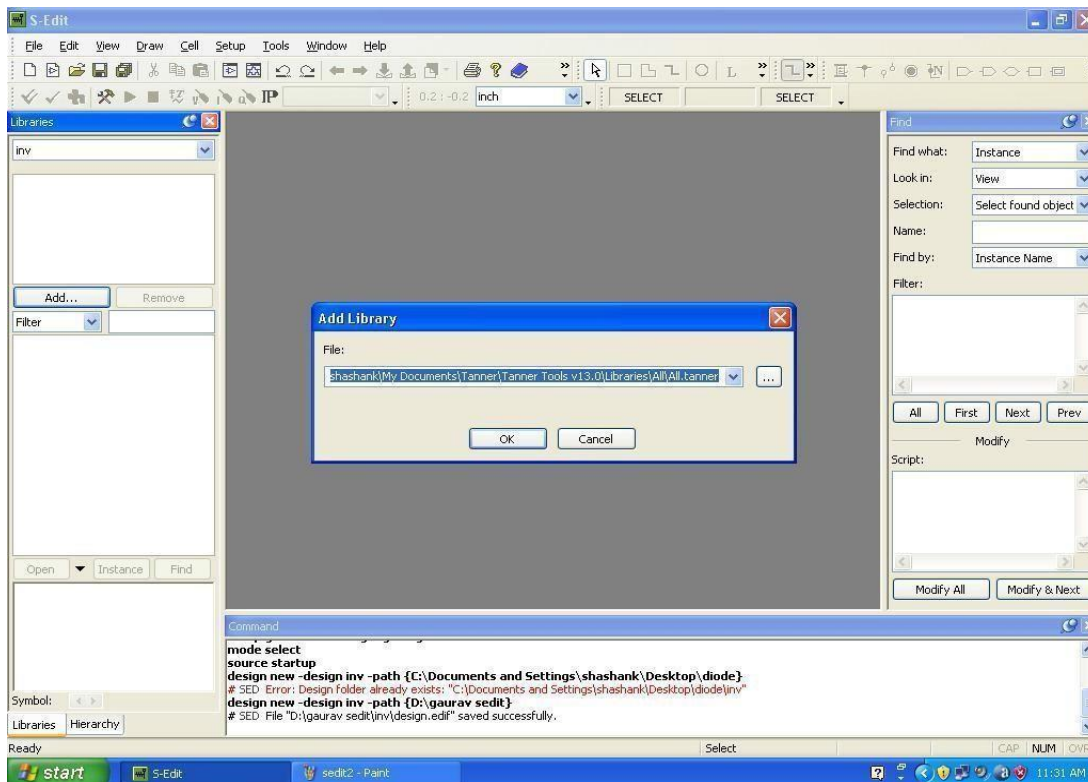 S-Edit
File Edit View Draw Cell Setup Tools Window Help
0.2 : -0.2 inch SELECT SELECT
Libraries
inv
Add... Remove
Filter
Open Instance Find
Symbol:
Libraries Hierarchy
Add Library
File:
shashank\My Documents\Tanner\Tanner Tools v13.0\Libraries\All\All.tanner
...
OK Cancel
Find
Find what: Instance
Look in: View
Selection: Select found object
Name:
Find by: Instance Name
Filter:
All First Next Prev
Modify
Script:
Modify All Modify & Next
Command
mode select
source startup
design new -design inv -path {C:\Documents and Settings\shashank\Desktop\diode}
# SED Error: Design folder already exists: "C:\Documents and Settings\shashank\Desktop\diode\inv"
design new -design inv -path {D:\gaurav sedit}
# SED File "D:\gaurav sedit\inv\design.edif" saved successfully.
Ready Select CAP NUM OVR
start S-Edit sedit2 - Paint 11:31 AM